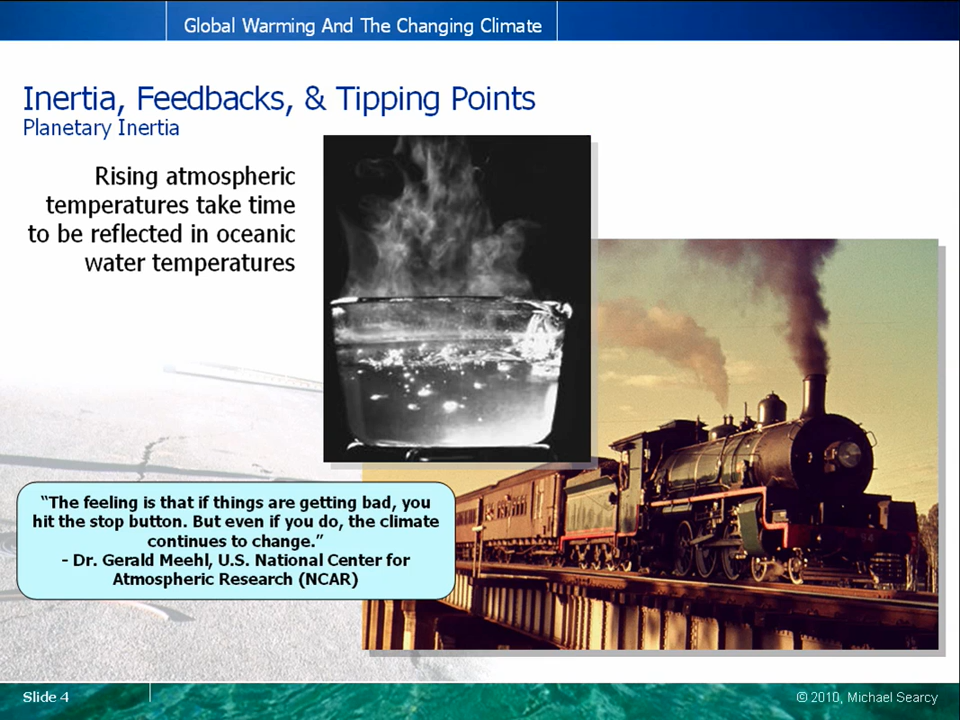 Global Warming And The Changing Climate
Inertia, Feedbacks, & Tipping Points
Planetary Inertia
Rising atmospheric
temperatures take time
to be reflected in oceanic
water temperatures
“The feeling is that if things are getting bad, you
hit the stop button. But even if you do, the climate
continues to change.”
- Dr. Gerald Meehl, U.S. National Center for
Atmospheric Research (NCAR)
Slide 4
© 2010, Michael Searcy